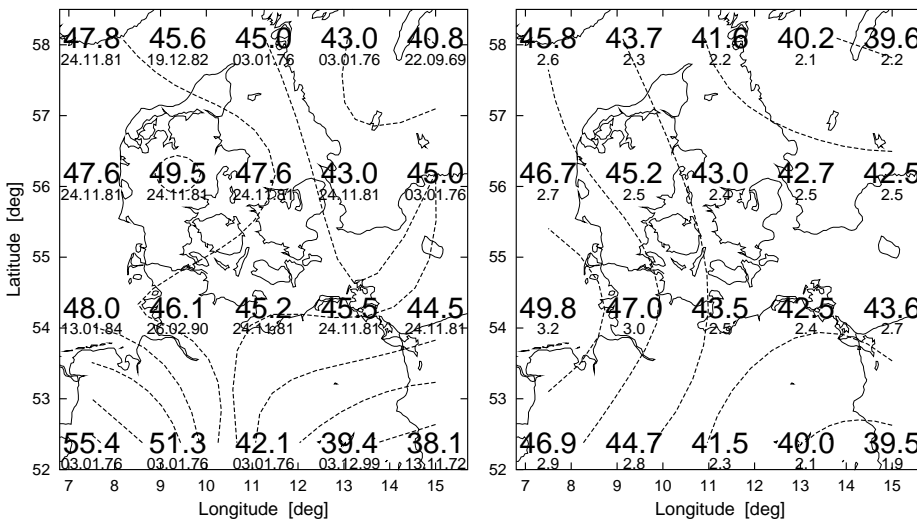 58 47.8 45.6 45.0 43.0 40.8
24.11.81 19.12.82 03.01.76 03.01.76 22.09.69
57
56 47.6 49.5 47.6 43.0 45.0
24.11.81 24.11.81 24.11.81 24.11.81 03.01.76
55
54 48.0 46.1 45.2 45.5 44.5
13.01.84 26.02.90 24.11.81 24.11.81 24.11.81
53
52 55.4 51.3 42.1 39.4 38.1
03.01.76 03.01.76 03.01.76 03.12.99 13.11.72
7 8 9 10 11 12 13 14 15
Longitude [deg]
Latitude [deg]
58 45.8 43.7 41.6 40.2 39.6
2.6 2.3 2.2 2.1 2.2
57
56 46.7 45.2 43.0 42.7 42.5
2.7 2.5 2.4 2.5 2.5
55
54 49.8 47.0 43.5 42.5 43.6
3.2 3.0 2.5 2.4 2.7
53
52 46.9 44.7 41.5 40.0 39.5
2.9 2.8 2.3 2.1 1.9
7 8 9 10 11 12 13 14 15
Longitude [deg]